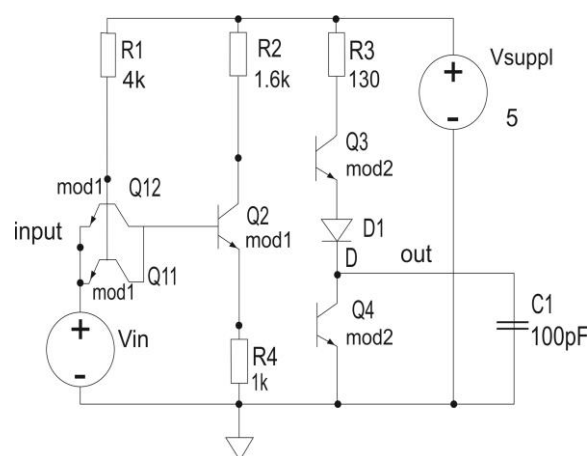 R1
4k
R2
1.6k
R3
130
Vsuppl
+
-
5
Q3
mod2
mod1
Q12
input
Q2
mod1
D1
D
out
Q11
mod1
Q4
mod2
C1
100pF
+
Vin
-
R4
1k